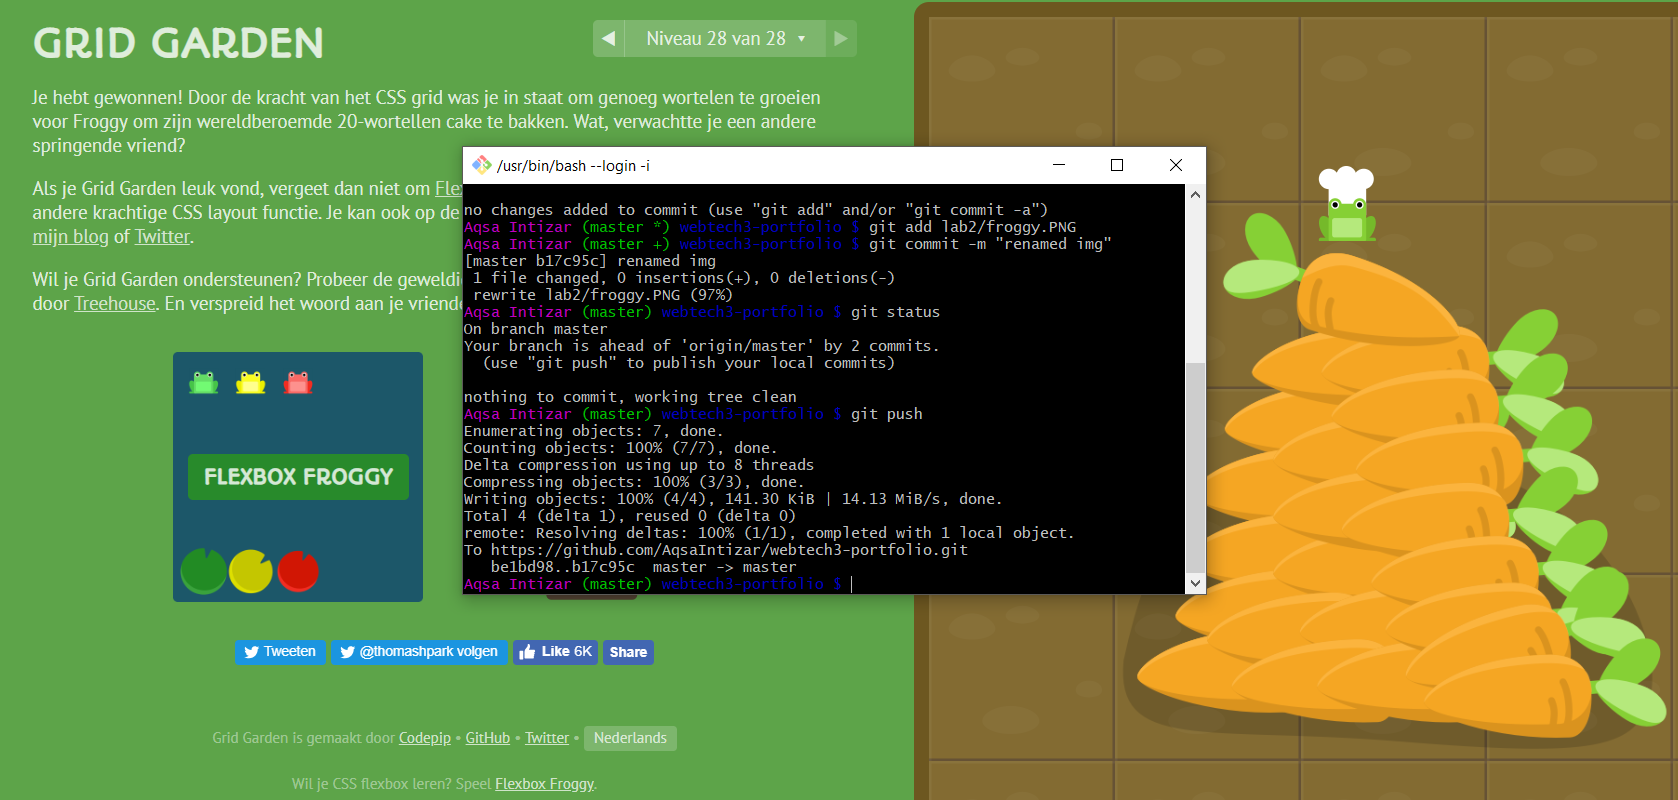 GRID GARDEN
◀ Niveau 28 van 28 ▼ ▶
Je hebt gewonnen! Door de kracht van het CSS grid was je in staat om genoeg wortelen te groeien
voor Froggy om zijn wereldberoemde 20-wortellen cake te bakken. Wat, verwachtte je een andere
springende vriend?
Als je Grid Garden leuk vond, vergeet dan niet om
andere krachtige CSS layout functie. Je kan ook op de
mijn blog of Twitter.
Wil je Grid Garden ondersteunen? Probeer de
door Treehouse. En verspreid het woord aan je
FLEXBOX FROGGY
/usr/bin/bash --login -i
no changes added to commit (use "git add" and/or "git commit -a")
Aqsa Intizar (master *) webtech3-portfolio $ git add lab2/froggy.PNG
Aqsa Intizar (master +) webtech3-portfolio $ git commit -m "renamed img"
[master b17c95c] renamed img
1 file changed, 0 insertions(+), 0 deletions(-)
rewrite lab2/froggy.PNG (97%)
Aqsa Intizar (master) webtech3-portfolio $ git status
On branch master
Your branch is ahead of 'origin/master' by 2 commits.
(use "git push" to publish your local commits)
nothing to commit, working tree clean
Aqsa Intizar (master) webtech3-portfolio $ git push
Enumerating objects: 7, done.
Counting objects: 100% (7/7), done.
Delta compression using up to 8 threads
Compressing objects: 100% (3/3), done.
Writing objects: 100% (4/4), 141.30 KiB | 14.13 MiB/s, done.
Total 4 (delta 1), reused 0 (delta 0)
remote: Resolving deltas: 100% (1/1), completed with 1 local object.
To https://github.com/AqsaIntizar/webtech3-portfolio.git
be1bd98..b17c95c master -> master
Aqsa Intizar (master) webtech3-portfolio $
Tweeten @thomashpark volgen Like 6K Share
Grid Garden is gemaakt door Codepip • GitHub • Twitter • Nederlands
Wil je CSS flexbox leren? Speel Flexbox Froggy.